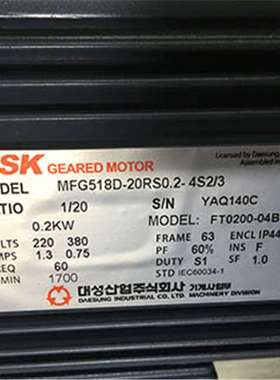 Licensed by Daesung,
Assembled in
SK GEARED MOTOR
DEL MFG518D-20RS0.2-4S2/3
TIO 1/20 S/N YAQ140C
0.2KW MODEL: FT0200-04B
LTS 220 380 FRAME 63 ENCL IP44
MPS 1.3 0.75 PF 60% INS F
EQ 60 DUTY S1 SF 1.0
MIN 1700 STD IEC60034-1
대성산업주식회사 기계사업부
DAESUNG INDUSTRIAL CO. LTD. MACHINERY DIVISION